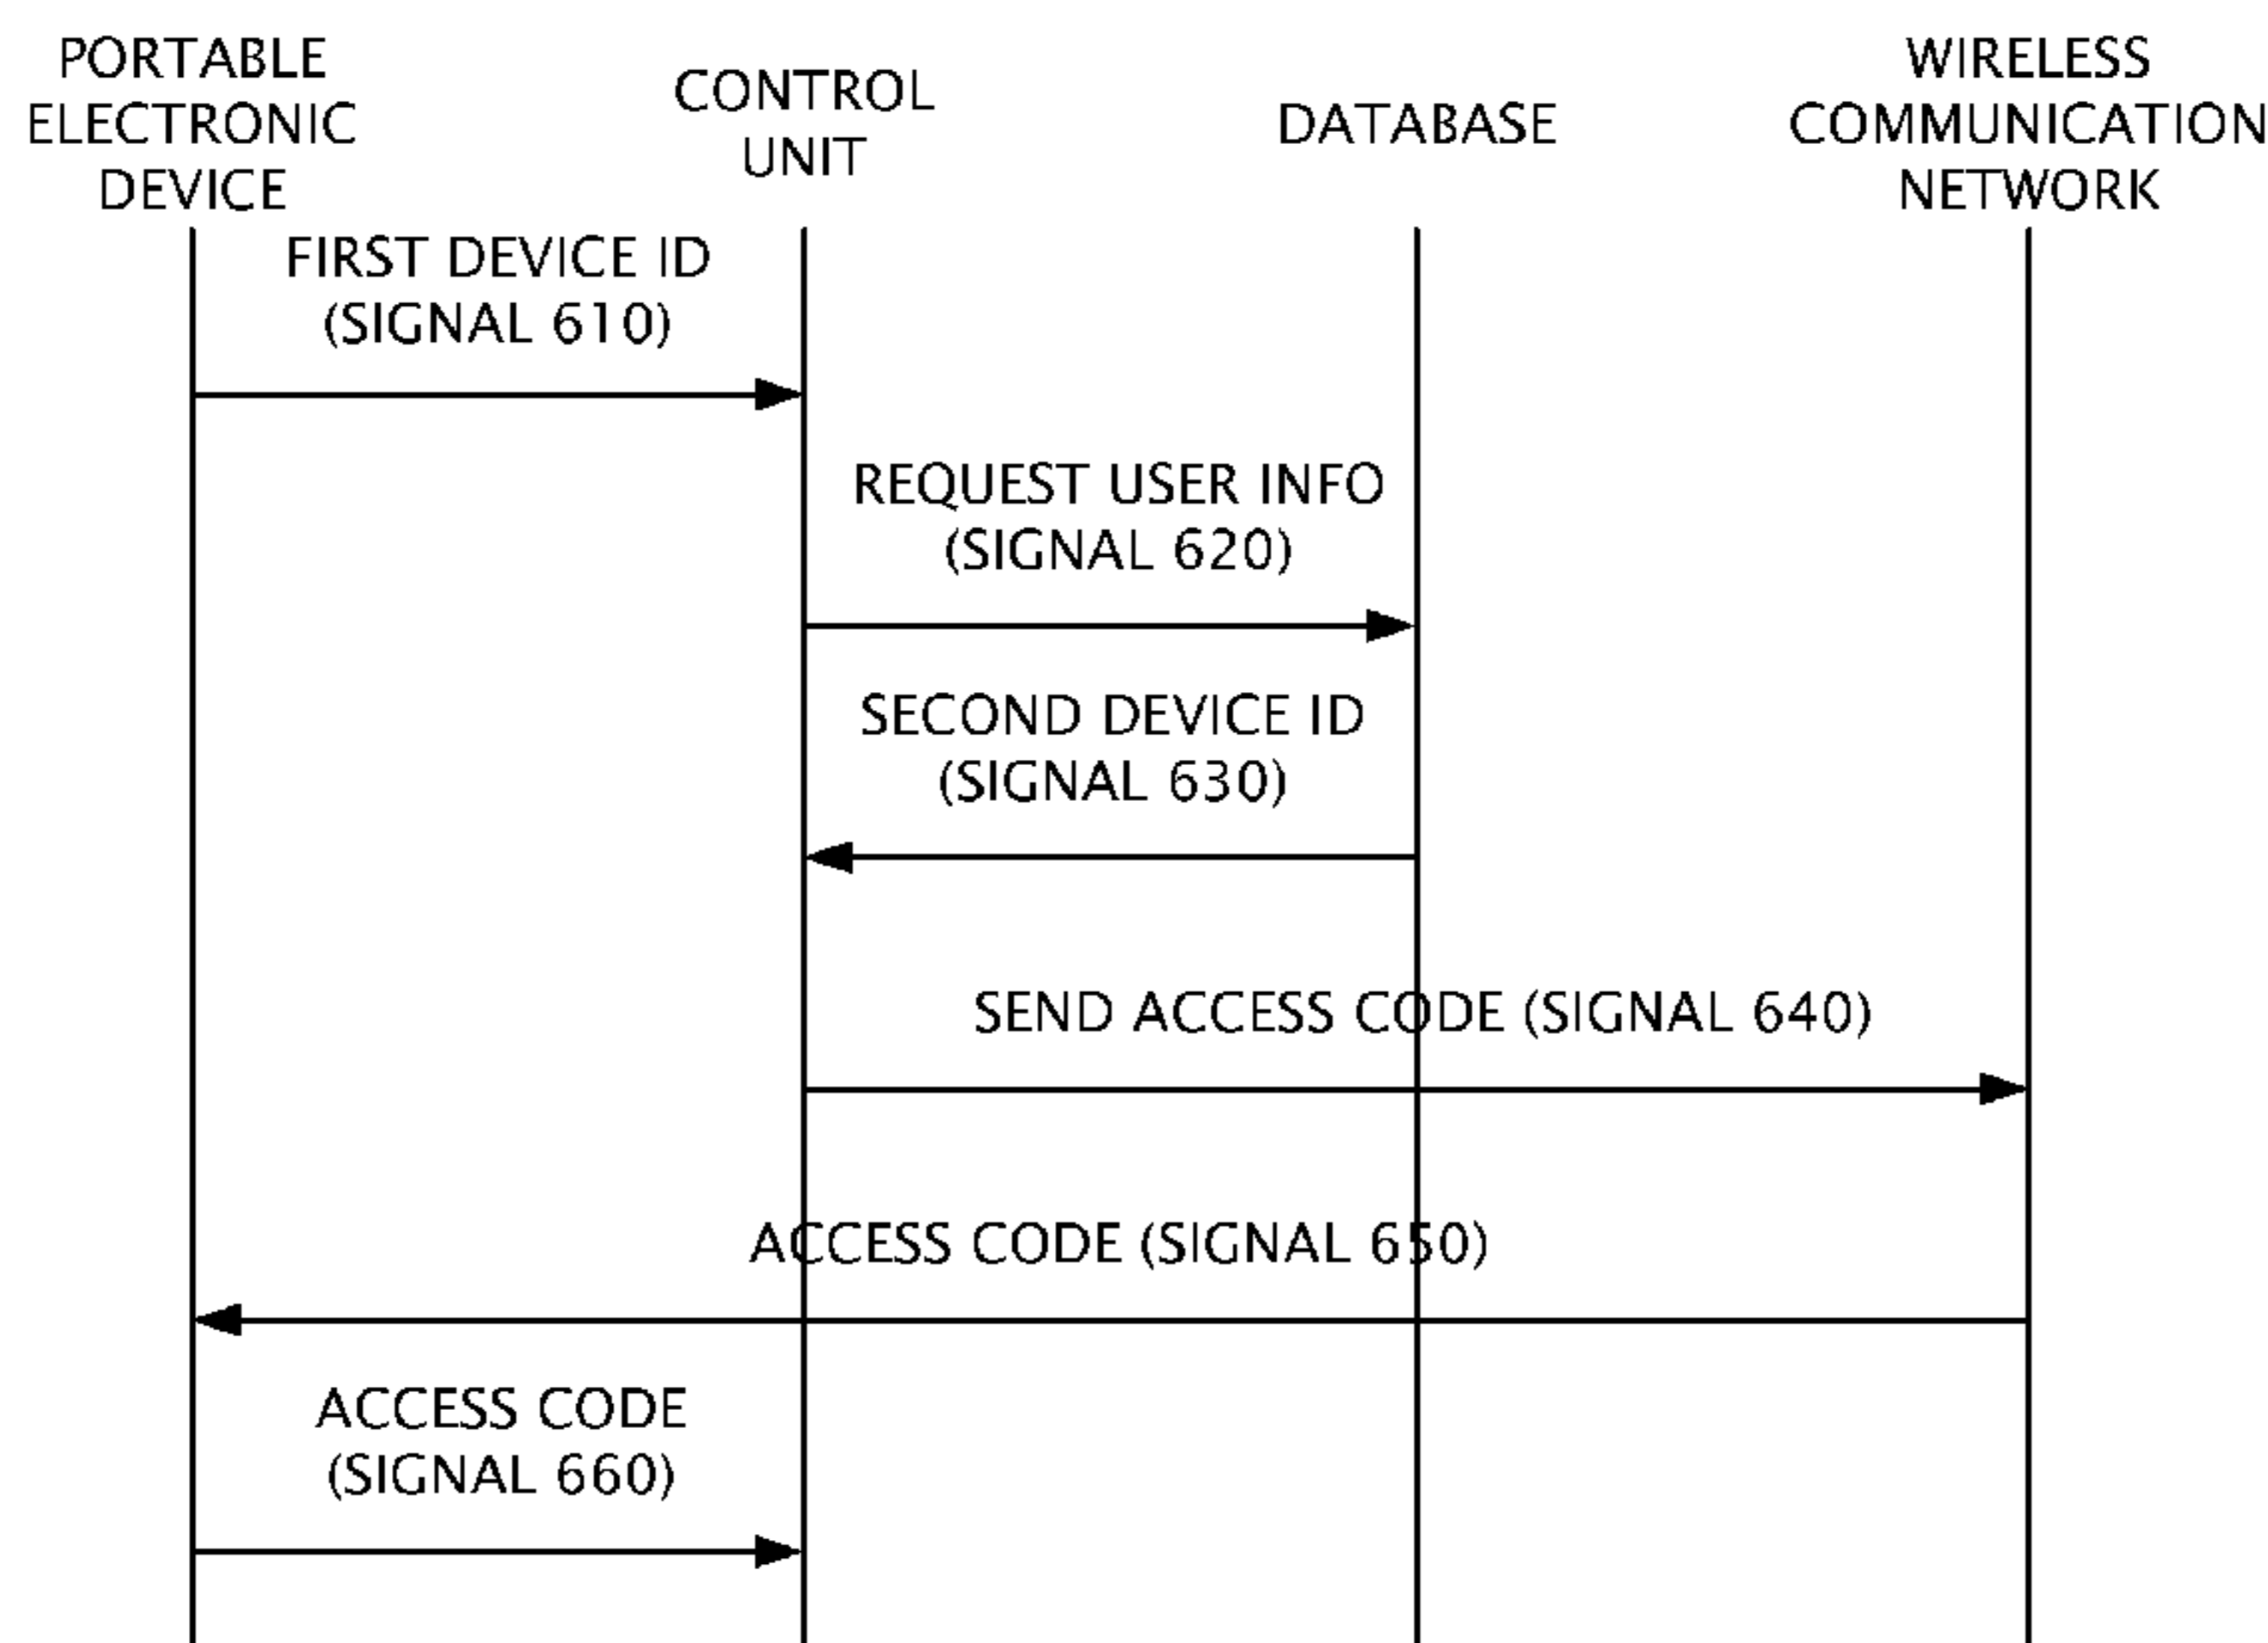 PORTABLE
ELECTRONIC
DEVICE
CONTROL
UNIT
DATABASE
WIRELESS
COMMUNICATION
NETWORK
FIRST DEVICE ID
(SIGNAL 610)
REQUEST USER INFO
(SIGNAL 620)
SECOND DEVICE ID
(SIGNAL 630)
SEND ACCESS CODE (SIGNAL 640)
ACCESS CODE (SIGNAL 650)
ACCESS CODE
(SIGNAL 660)